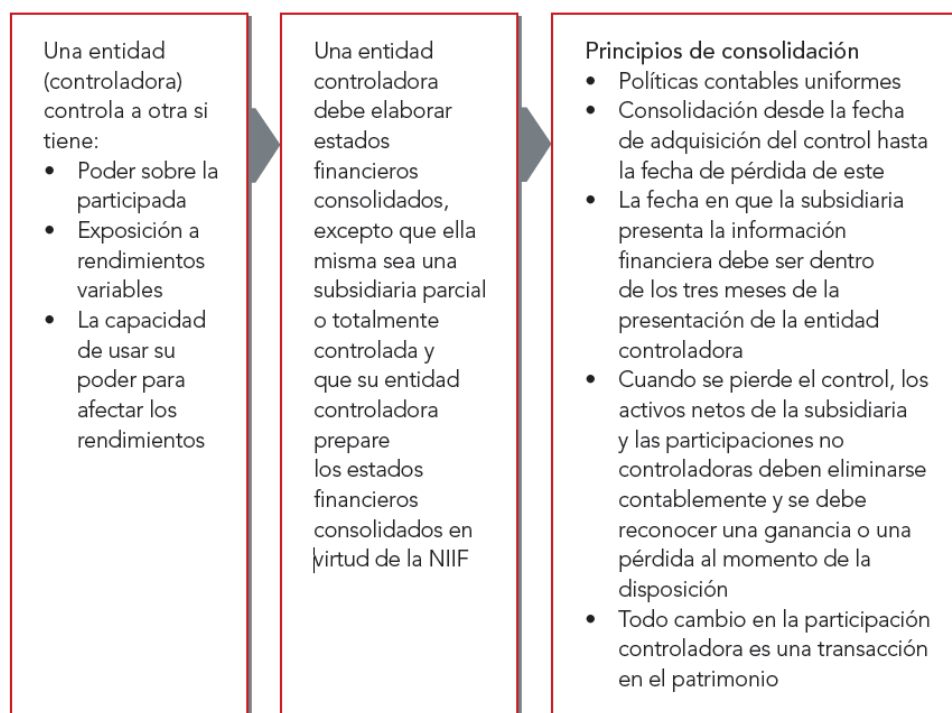 Una entidad
(controladora)
controla a otra si
tiene:
• Poder sobre la
participada
• Exposición a
rendimientos
variables
• La capacidad
de usar su
poder para
afectar los
rendimientos
Una entidad
controladora
debe elaborar
estados
financieros
consolidados,
excepto que ella
misma sea una
subsidiaria parcial
o totalmente
controlada y
que su entidad
controladora
prepare
los estados
financieros
consolidados en
virtud de la NIIF
Principios de consolidación
• Políticas contables uniformes
• Consolidación desde la fecha
de adquisición del control hasta
la fecha de pérdida de este
• La fecha en que la subsidiaria
presenta la información
financiera debe ser dentro
de los tres meses de la
presentación de la entidad
controladora
• Cuando se pierde el control, los
activos netos de la subsidiaria
y las participaciones no
controladoras deben eliminarse
contablemente y se debe
reconocer una ganancia o una
pérdida al momento de la
disposición
• Todo cambio en la participación
controladora es una transacción
en el patrimonio